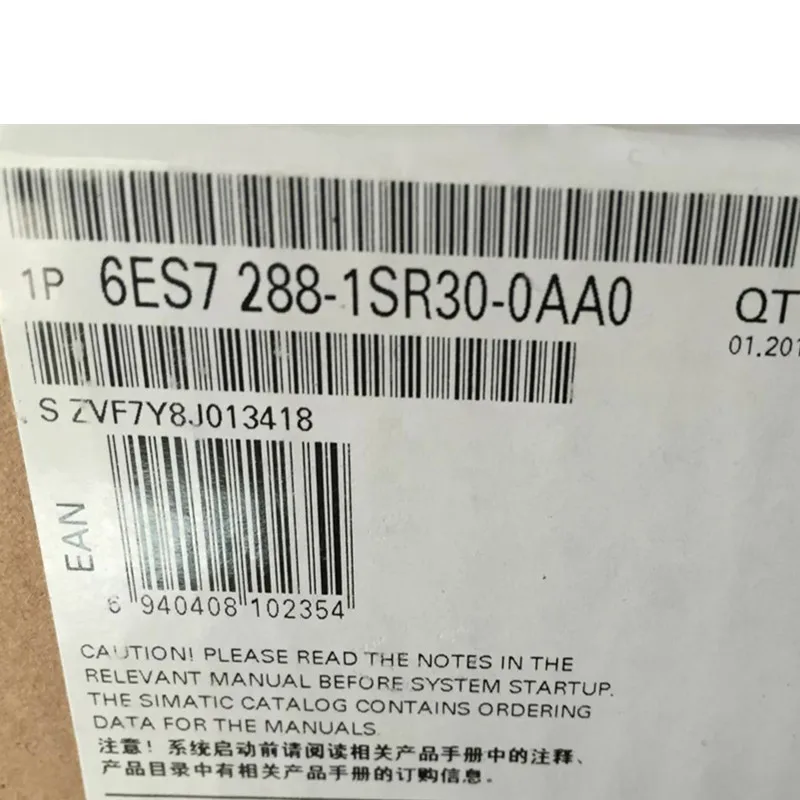 1P 6ES7 288-1SR30-0AA0 QT
01.201
S ZVF7Y8J013418
EAN
6 940408 102354
CAUTION! PLEASE READ THE NOTES IN THE
RELEVANT MANUAL BEFORE SYSTEM STARTUP.
THE SIMATIC CATALOG CONTAINS ORDERING
DATA FOR THE MANUALS.
注意！系统启动前请阅读相关产品手册中的注释、
产品目录中有相关产品手册的订购信息。